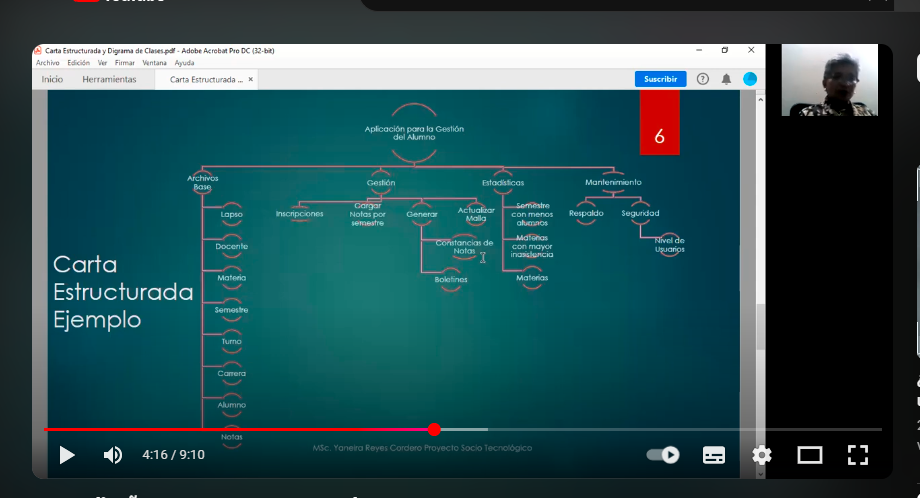 Carta Estructurada y Digrama de Clases.pdf - Adobe Acrobat Pro DC (32-bit)
Archivo Edición Ver Firmar Ventana Ayuda
Inicio Herramientas Carta Estructurada ... × Suscribir
6
Aplicación para la Gestión
del Alumno
Archivos
Base
Gestión
Estadísticas
Mantenimiento
Lapso
Docente
Materia
Semestre
Turno
Carrera
Alumno
Notas
Inscripciones
Cargar
Notas por
semestre
Generar
Actualizar
Malla
Constancias de
Notas
Boletines
Semestre
con menos
alumnos
Materias
con mayor
inasistencia
Materias
Respaldo
Seguridad
Nivel de
Usuarios
Carta
Estructurada
Ejemplo
MSc. Yaneira Reyes Cordero Proyecto Socio Tecnológico
4:16 / 9:10